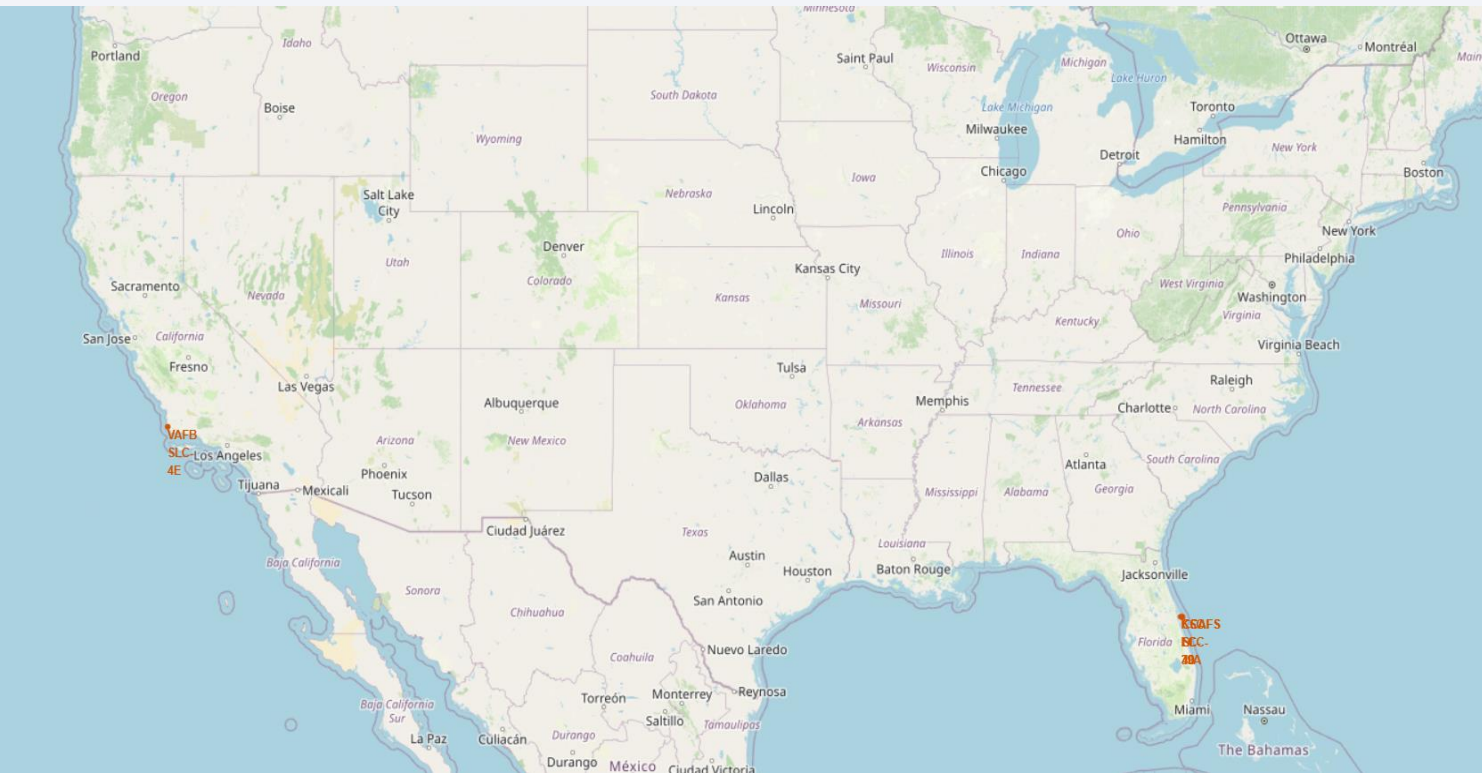 Minnesota
Portland
Idaho
Saint Paul
Wisconsin
Michigan
Ottawa
Montréal
Main
Oregon
Boise
South Dakota
Lake Huron
Lake Michigan
Toronto
Wyoming
Milwaukee
Hamilton
New York
Detroit
Chicago
Boston
Iowa
Salt Lake
City
Nebraska
Lincoln
Pennsylvania
New York
Ohio
Denver
Utah
Colorado
Kansas City
Illinois
Indiana
Philadelphia
Sacramento
Nevada
Kansas
Missouri
West Virginia
Washington
Virginia
Kentucky
San Jose
California
Virginia Beach
Fresno
Las Vegas
Tulsa
Raleigh
Tennessee
Albuquerque
Oklahoma
Memphis
Charlotte
North Carolina
Arkansas
VAFB
SLC-
4E
Los Angeles
Arizona
New Mexico
South Carolina
Atlanta
Phoenix
Dallas
Tijuana
Mexicali
Tucson
Mississippi
Alabama
Georgia
Ciudad Juárez
Texas
Louisiana
Austin
Baja California
Houston
Baton Rouge
Jacksonville
Sonora
San Antonio
Chihuahua
Florida
Nuevo Laredo
Coahuila
Torreón
Monterrey
Reynosa
Baja California
Sur
Saltillo
Tamaulipas
Miami
Nassau
La Paz
Culiacán
Durango
The Bahamas
Durango
México
Ciudad Victoria